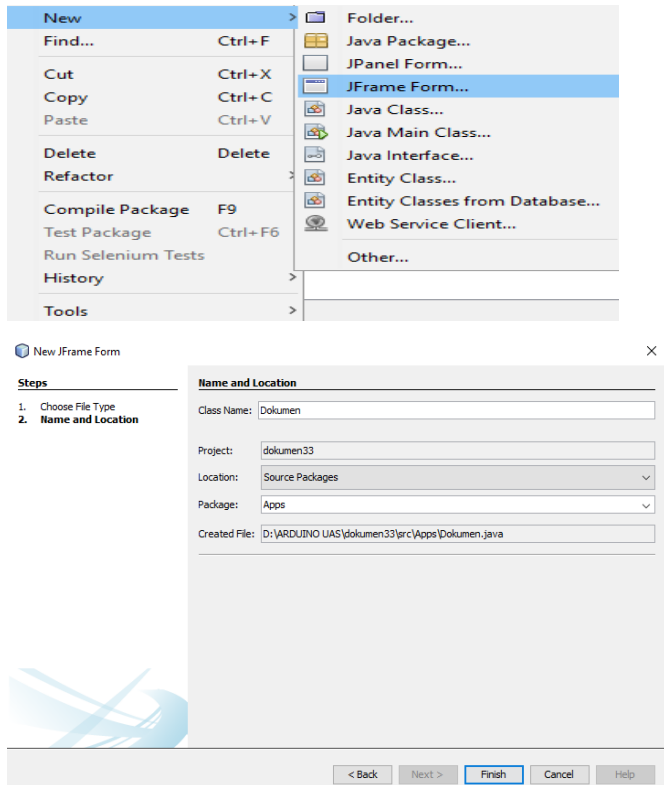 New > Folder...
Find... Ctrl+F Java Package...
JPanel Form...
Cut Ctrl+X JFrame Form...
Copy Ctrl+C Java Class...
Paste Ctrl+V Java Main Class...
Delete Delete Java Interface...
Refactor > Entity Class...
Compile Package F9 Entity Classes from Database...
Test Package Ctrl+F6 Web Service Client...
Run Selenium Tests
History > Other...
Tools >
New JFrame Form
Steps
1. Choose File Type
2. Name and Location
Name and Location
Class Name: Dokumen
Project: dokumen33
Location: Source Packages
Package: Apps
Created File: D:\ARDUINO UAS\dokumen33\src\Apps\Dokumen.java
< Back Next > Finish Cancel Help